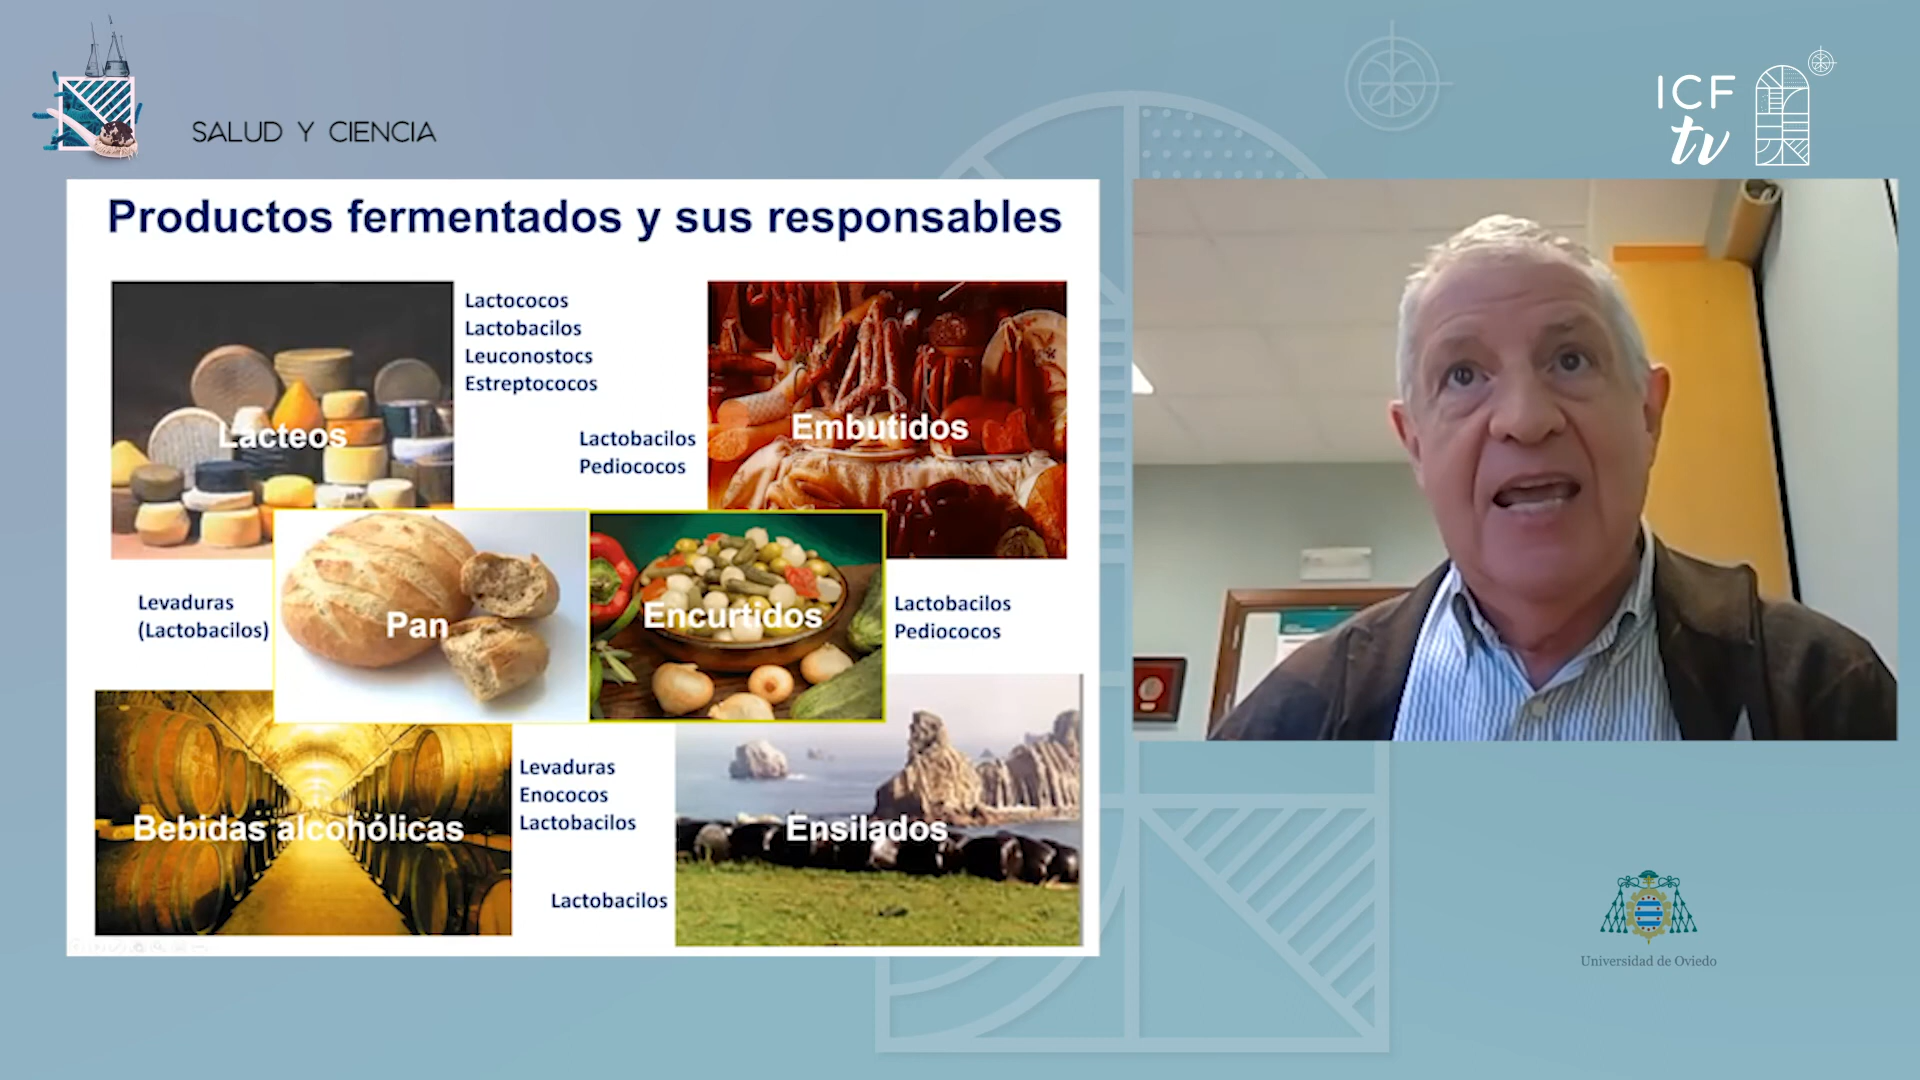 SALUD Y CIENCIA
ICF
tv
Productos fermentados y sus responsables
Lácteos
Lactococos
Lactobacilos
Leuconostocs
Estreptococos
Lactobacilos
Pediococos
Embutidos
Levaduras
(Lactobacilos)
Pan
Encurtidos
Lactobacilos
Pediococos
Bebidas alcohólicas
Levaduras
Enococos
Lactobacilos
Lactobacilos
Ensilados
Universidad de Oviedo